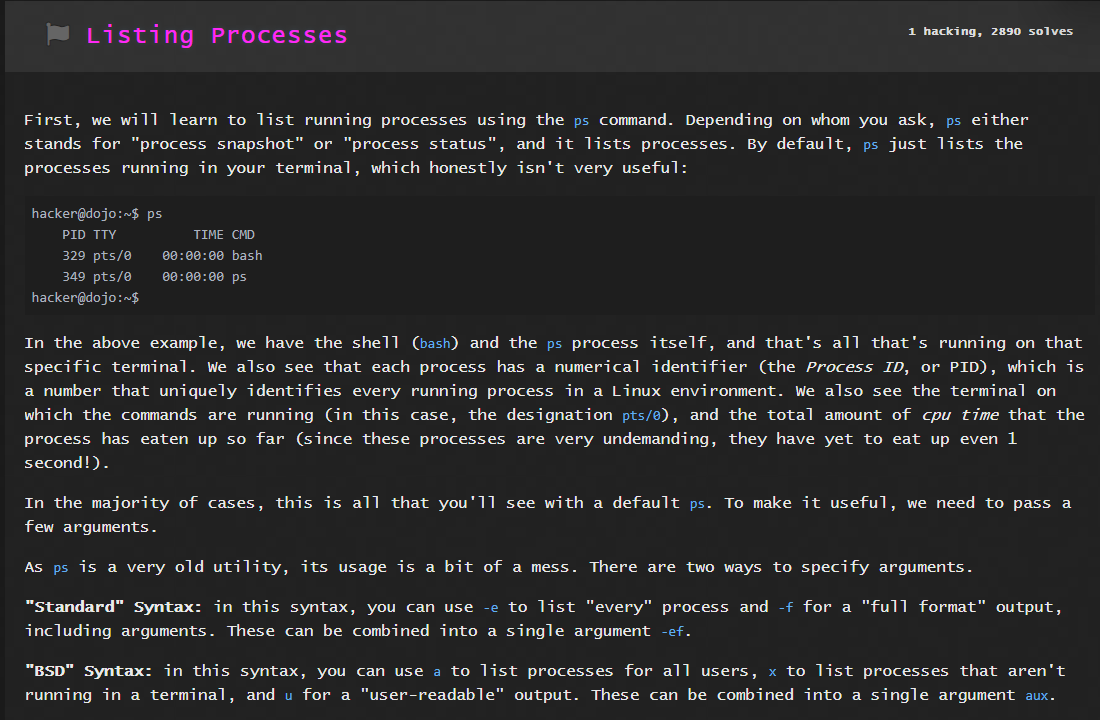 Listing Processes
1 hacking, 2890 solves
First, we will learn to list running processes using the ps command. Depending on whom you ask, ps either
stands for "process snapshot" or "process status", and it lists processes. By default, ps just lists the
processes running in your terminal, which honestly isn't very useful:
hacker@dojo:~$ ps
    PID TTY          TIME CMD
    329 pts/0    00:00:00 bash
    349 pts/0    00:00:00 ps
hacker@dojo:~$
In the above example, we have the shell (bash) and the ps process itself, and that's all that's running on that
specific terminal. We also see that each process has a numerical identifier (the Process ID, or PID), which is
a number that uniquely identifies every running process in a Linux environment. We also see the terminal on
which the commands are running (in this case, the designation pts/0), and the total amount of cpu time that the
process has eaten up so far (since these processes are very undemanding, they have yet to eat up even 1
second!).
In the majority of cases, this is all that you'll see with a default ps. To make it useful, we need to pass a
few arguments.
As ps is a very old utility, its usage is a bit of a mess. There are two ways to specify arguments.
"Standard" Syntax: in this syntax, you can use -e to list "every" process and -f for a "full format" output,
including arguments. These can be combined into a single argument -ef.
"BSD" Syntax: in this syntax, you can use a to list processes for all users, x to list processes that aren't
running in a terminal, and u for a "user-readable" output. These can be combined into a single argument aux.